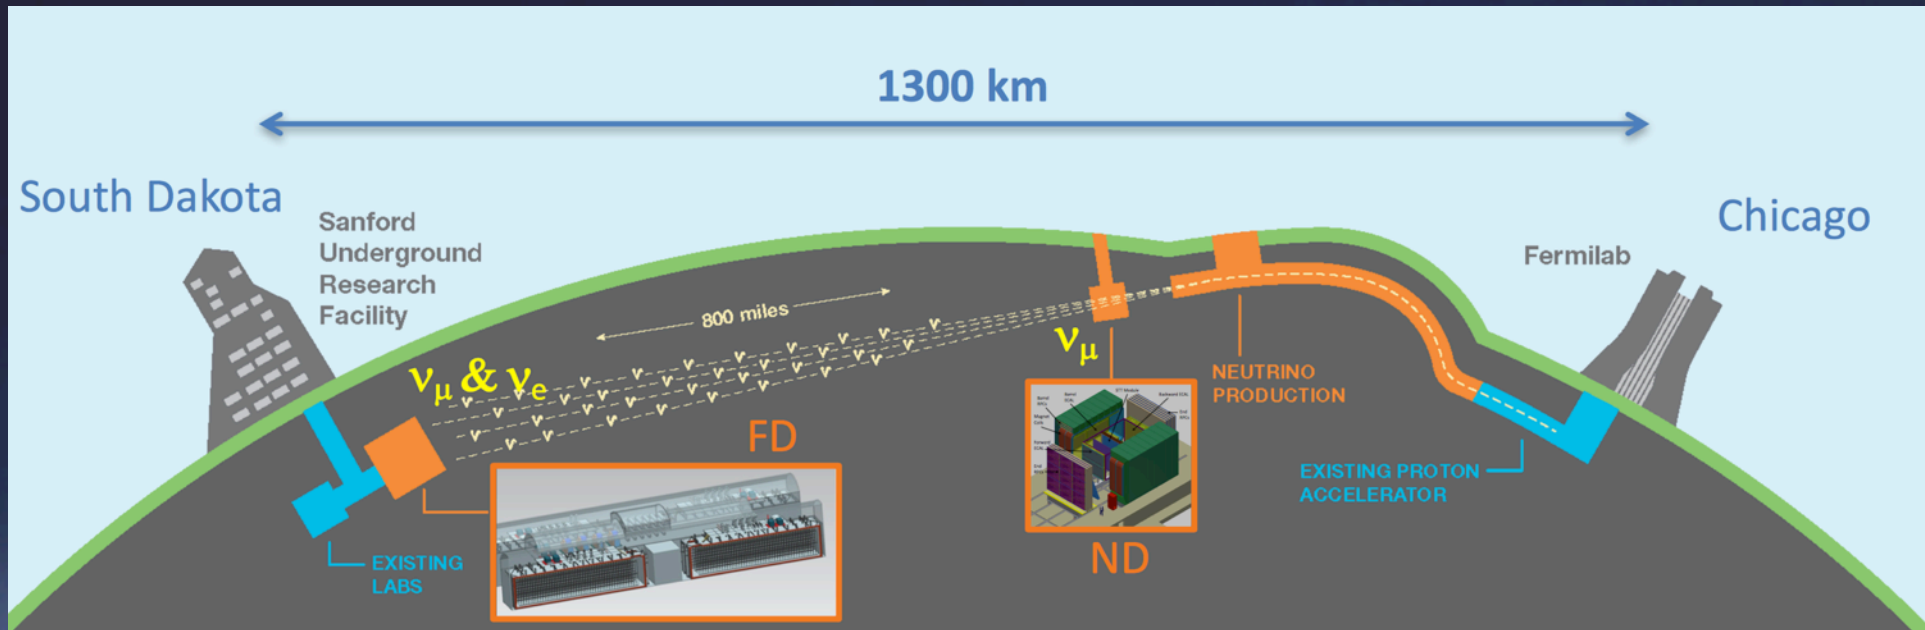 1300 km
South Dakota
Chicago
Sanford
Underground
Research
Facility
Fermilab
800 miles
νμ & νe
νμ
NEUTRINO
PRODUCTION
FD
EXISTING PROTON
ACCELERATOR
ND
EXISTING
LABS